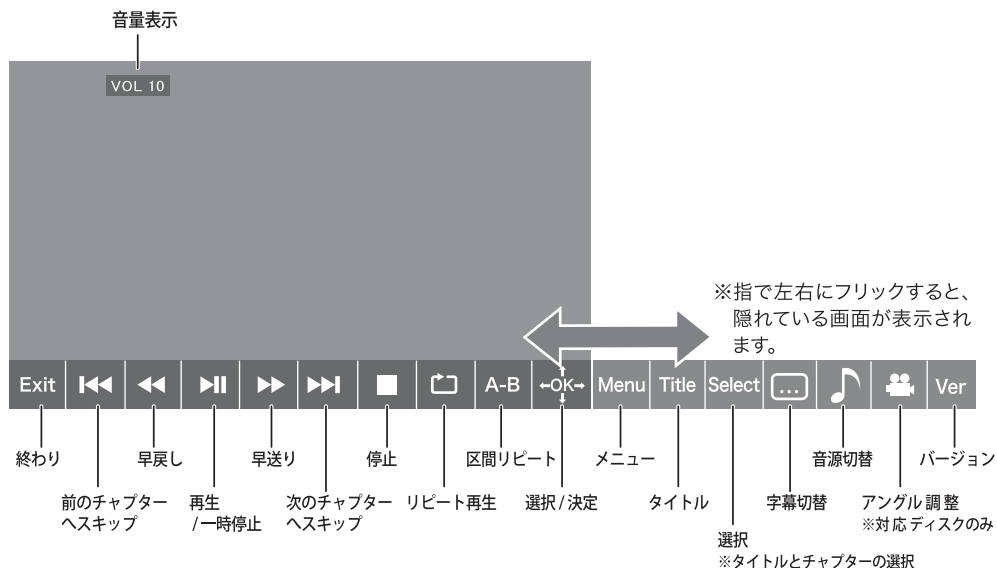 音量表示
VOL 10
※指で左右にフリックすると、
隠れている画面が表示され
ます。
Exit
A-B
OK
Menu
Title
Select
Ver
終わり
早戻し
早送り
停止
区間リピート
メニュー
音源切替
バージョン
前のチャプター
へスキップ
再生
/一時停止
次のチャプター
へスキップ
リピート再生
選択/決定
タイトル
字幕切替
アングル調整
※対応ディスクのみ
選択
※タイトルとチャプターの選択